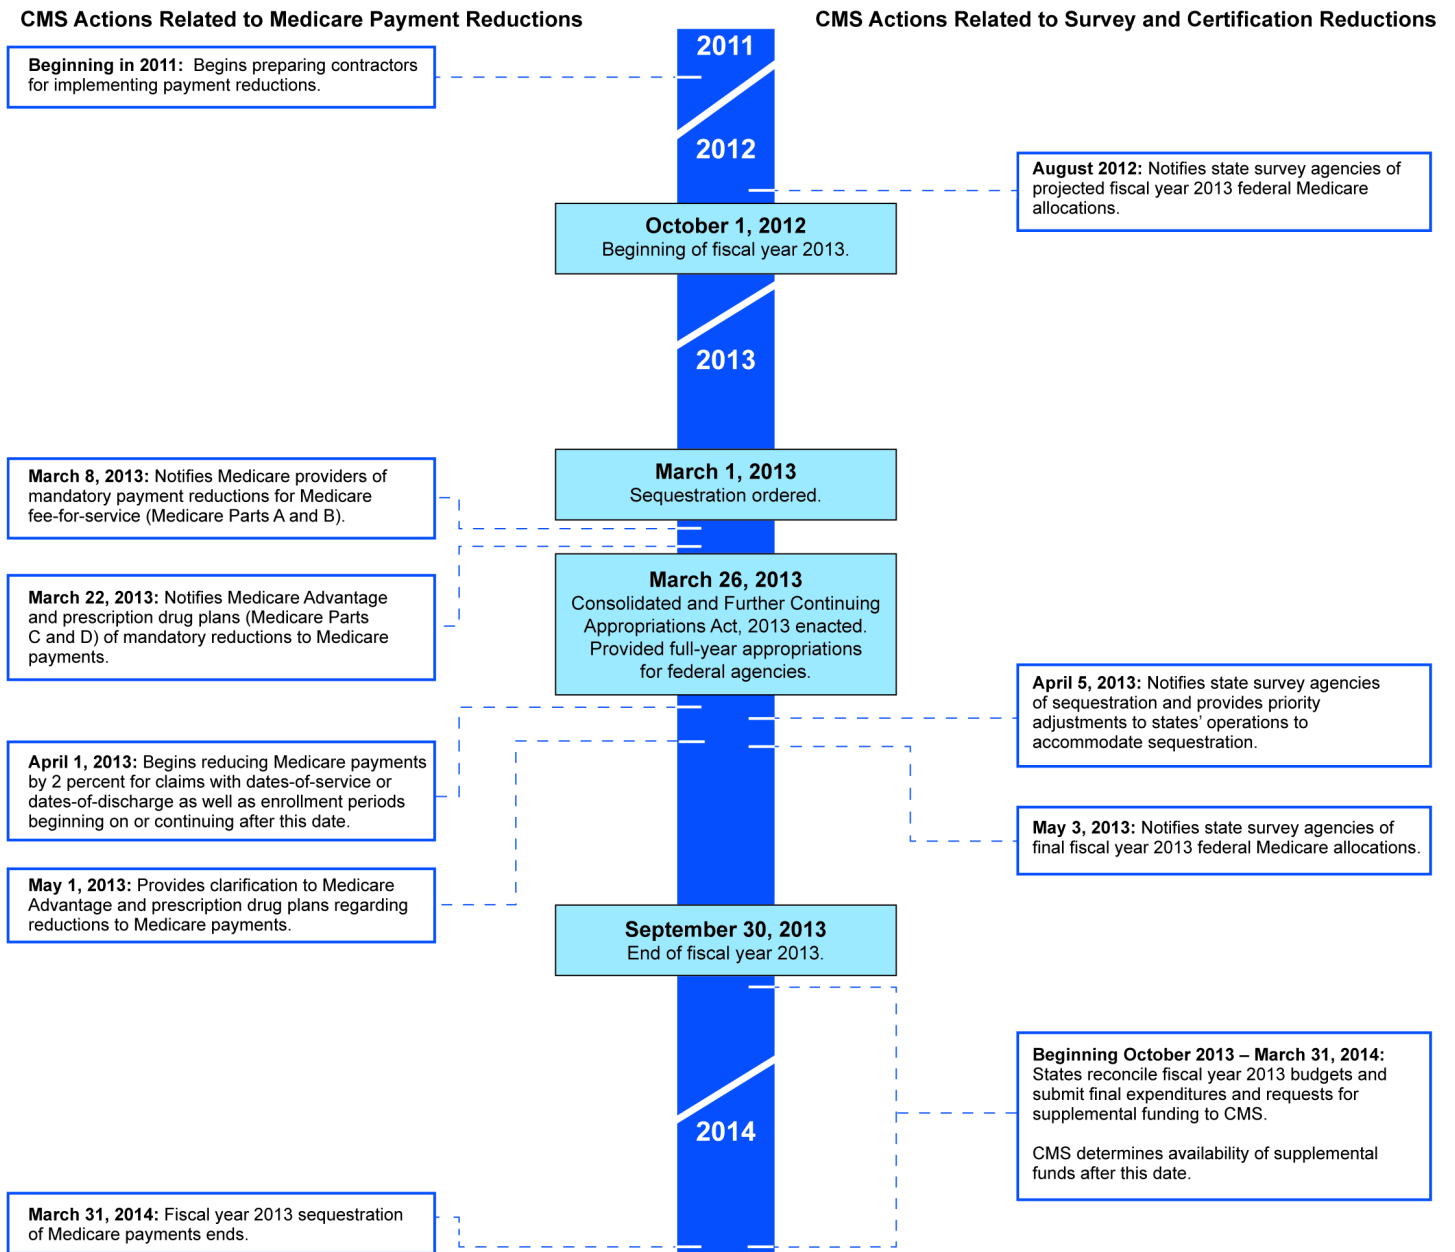 CMS Actions Related to Medicare Payment Reductions
CMS Actions Related to Survey and Certification Reductions
2011
Beginning in 2011: Begins preparing contractors
for implementing payment reductions.
2012
August 2012: Notifies state survey agencies of
projected fiscal year 2013 federal Medicare
allocations.
October 1, 2012
Beginning of fiscal year 2013.
2013
March 1, 2013
Sequestration ordered.
March 8, 2013: Notifies Medicare providers of
mandatory payment reductions for Medicare
fee-for-service (Medicare Parts A and B).
March 22, 2013: Notifies Medicare Advantage
and prescription drug plans (Medicare Parts
C and D) of mandatory reductions to Medicare
payments.
March 26, 2013
Consolidated and Further Continuing
Appropriations Act, 2013 enacted.
Provided full-year appropriations
for federal agencies.
April 5, 2013: Notifies state survey agencies
of sequestration and provides priority
adjustments to states’ operations to
accommodate sequestration.
April 1, 2013: Begins reducing Medicare payments
by 2 percent for claims with dates-of-service or
dates-of-discharge as well as enrollment periods
beginning on or continuing after this date.
May 3, 2013: Notifies state survey agencies of
final fiscal year 2013 federal Medicare allocations.
May 1, 2013: Provides clarification to Medicare
Advantage and prescription drug plans regarding
reductions to Medicare payments.
September 30, 2013
End of fiscal year 2013.
Beginning October 2013 – March 31, 2014:
States reconcile fiscal year 2013 budgets and
submit final expenditures and requests for
supplemental funding to CMS.
CMS determines availability of supplemental
funds after this date.
2014
March 31, 2014: Fiscal year 2013 sequestration
of Medicare payments ends.